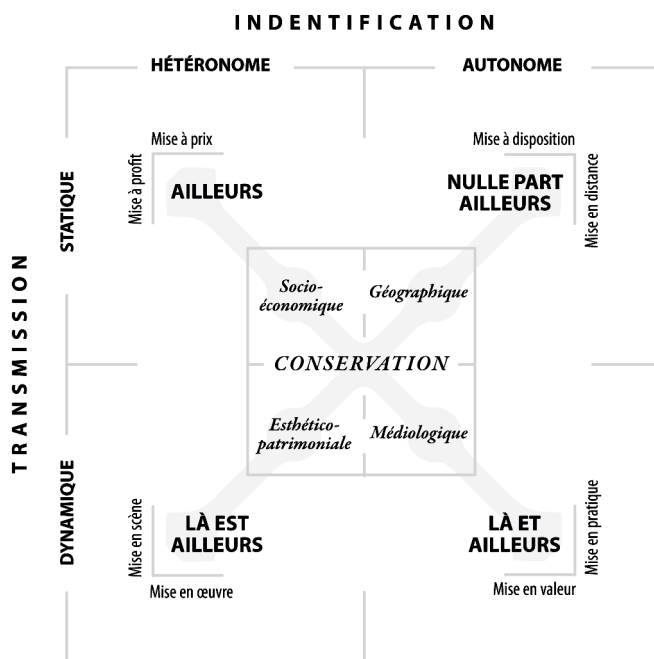 INDENTIFICATION
HÉTÉRONOME
AUTONOME
TRANSMISSION
STATIQUE
DYNAMIQUE
Mise à prix
Mise à profit
AILLEURS
Mise à disposition
Mise en distance
NULLE PART
AILLEURS
Socio-
économique
Géographique
CONSERVATION
Esthético-
patrimoniale
Médiologique
Mise en scène
LÀ EST
AILLEURS
Mise en œuvre
LÀ ET
AILLEURS
Mise en pratique
Mise en valeur